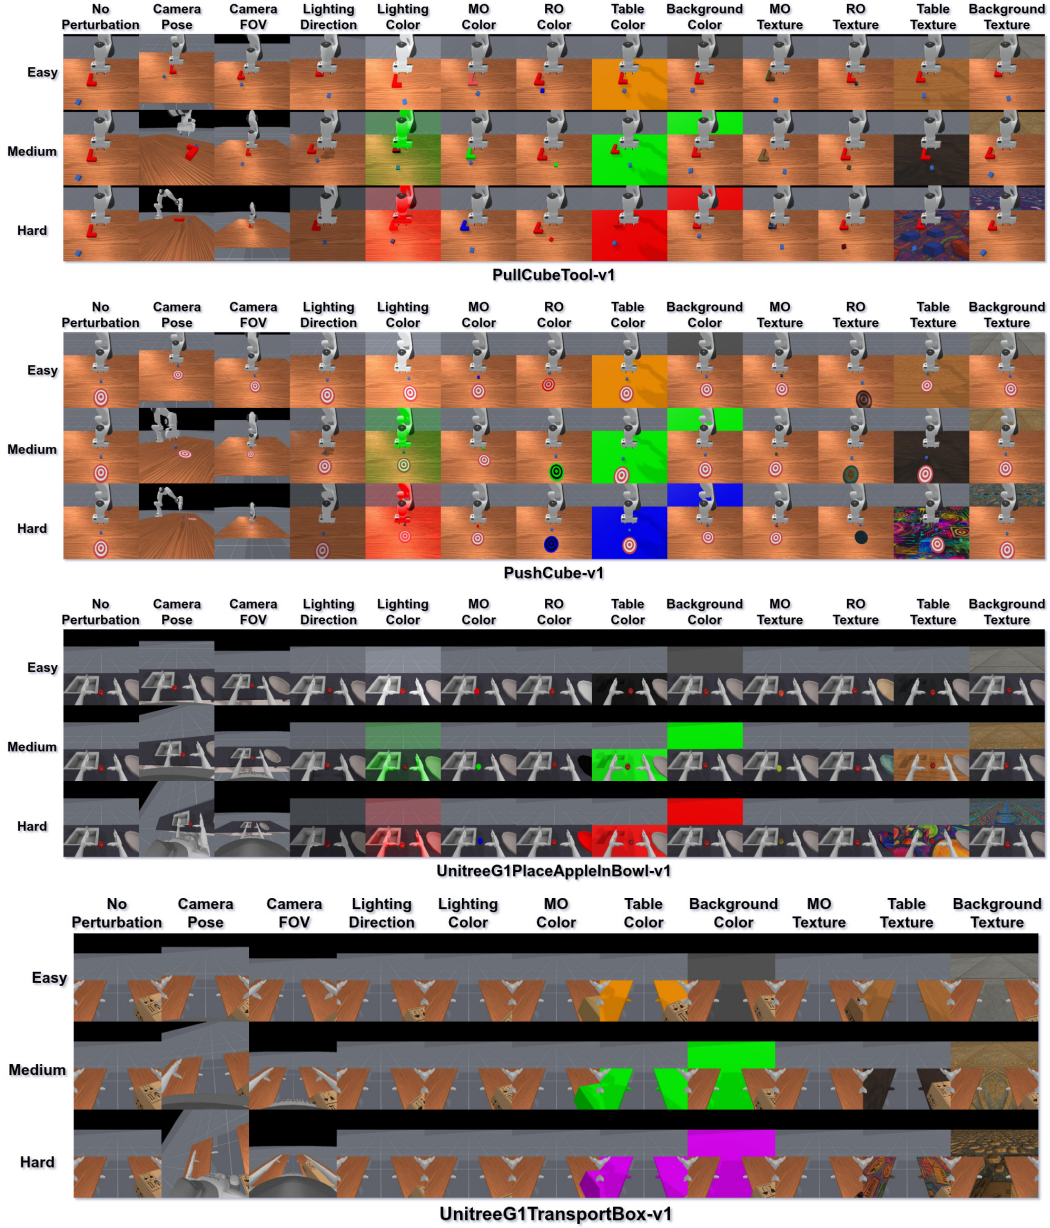 No Perturbation Camera Pose Camera FOV Lighting Direction Lighting Color MO Color RO Color Table Color Background Color MO Texture RO Texture Table Texture Background Texture
Easy
Medium
Hard
PullCubeTool-v1
No Perturbation Camera Pose Camera FOV Lighting Direction Lighting Color MO Color RO Color Table Color Background Color MO Texture RO Texture Table Texture Background Texture
Easy
Medium
Hard
PushCube-v1
No Perturbation Camera Pose Camera FOV Lighting Direction Lighting Color MO Color RO Color Table Color Background Color MO Texture RO Texture Table Texture Background Texture
Easy
Medium
Hard
UnitreeG1PlaceAppleInBowl-v1
No Perturbation Camera Pose Camera FOV Lighting Direction Lighting Color MO Color Table Color Background Color MO Texture Table Texture Background Texture
Easy
Medium
Hard
UnitreeG1TransportBox-v1